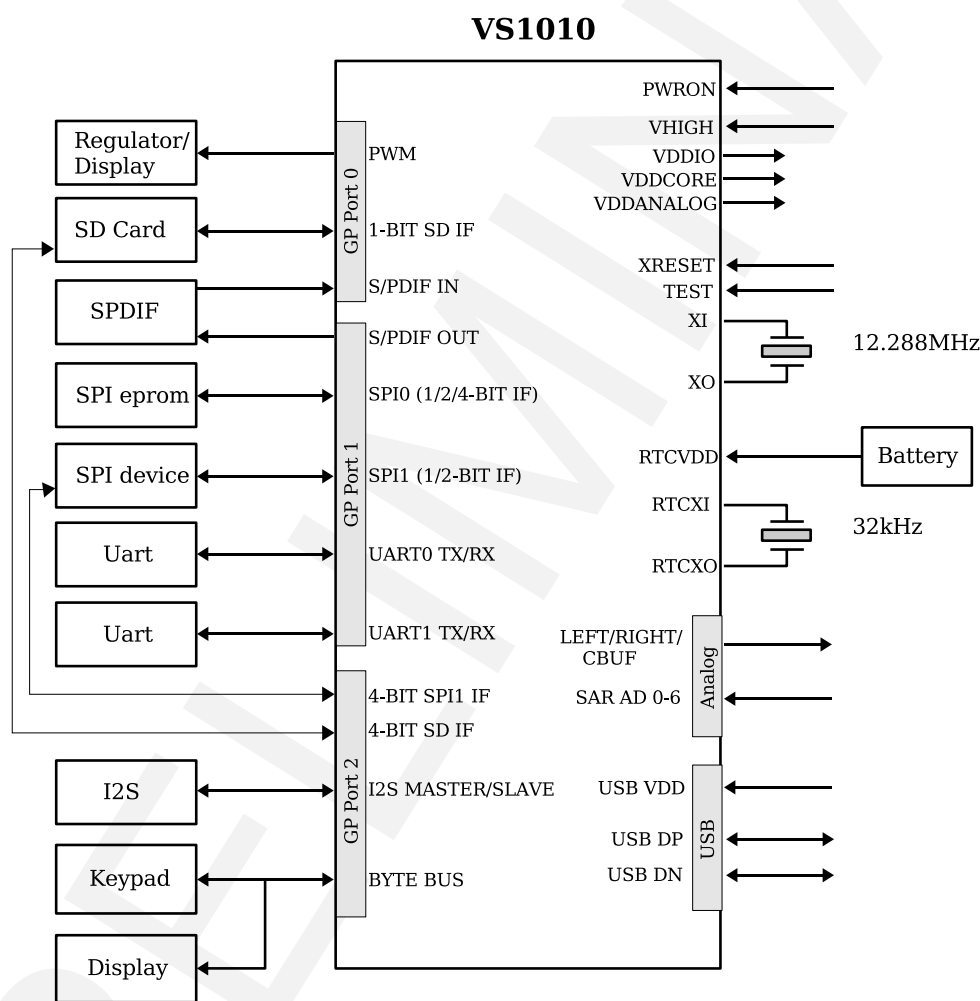 VS1010
Regulator/
Display
SD Card
SPDIF
SPI eprom
SPI device
Uart
Uart
I2S
Keypad
Display
GP Port 0
PWM
1-BIT SD IF
S/PDIF IN
GP Port 1
S/PDIF OUT
SPI0 (1/2/4-BIT IF)
SPI1 (1/2-BIT IF)
UART0 TX/RX
UART1 TX/RX
GP Port 2
4-BIT SPI1 IF
4-BIT SD IF
I2S MASTER/SLAVE
BYTE BUS
PWRON
VHIGH
VDDIO
VDDCORE
VDDANALOG
XRESET
TEST
XI
XO
12.288MHz
RTCVDD
Battery
RTCXI
RTCXO
32kHz
Analog
LEFT/RIGHT/
CBUF
SAR AD 0-6
USB
USB VDD
USB DP
USB DN